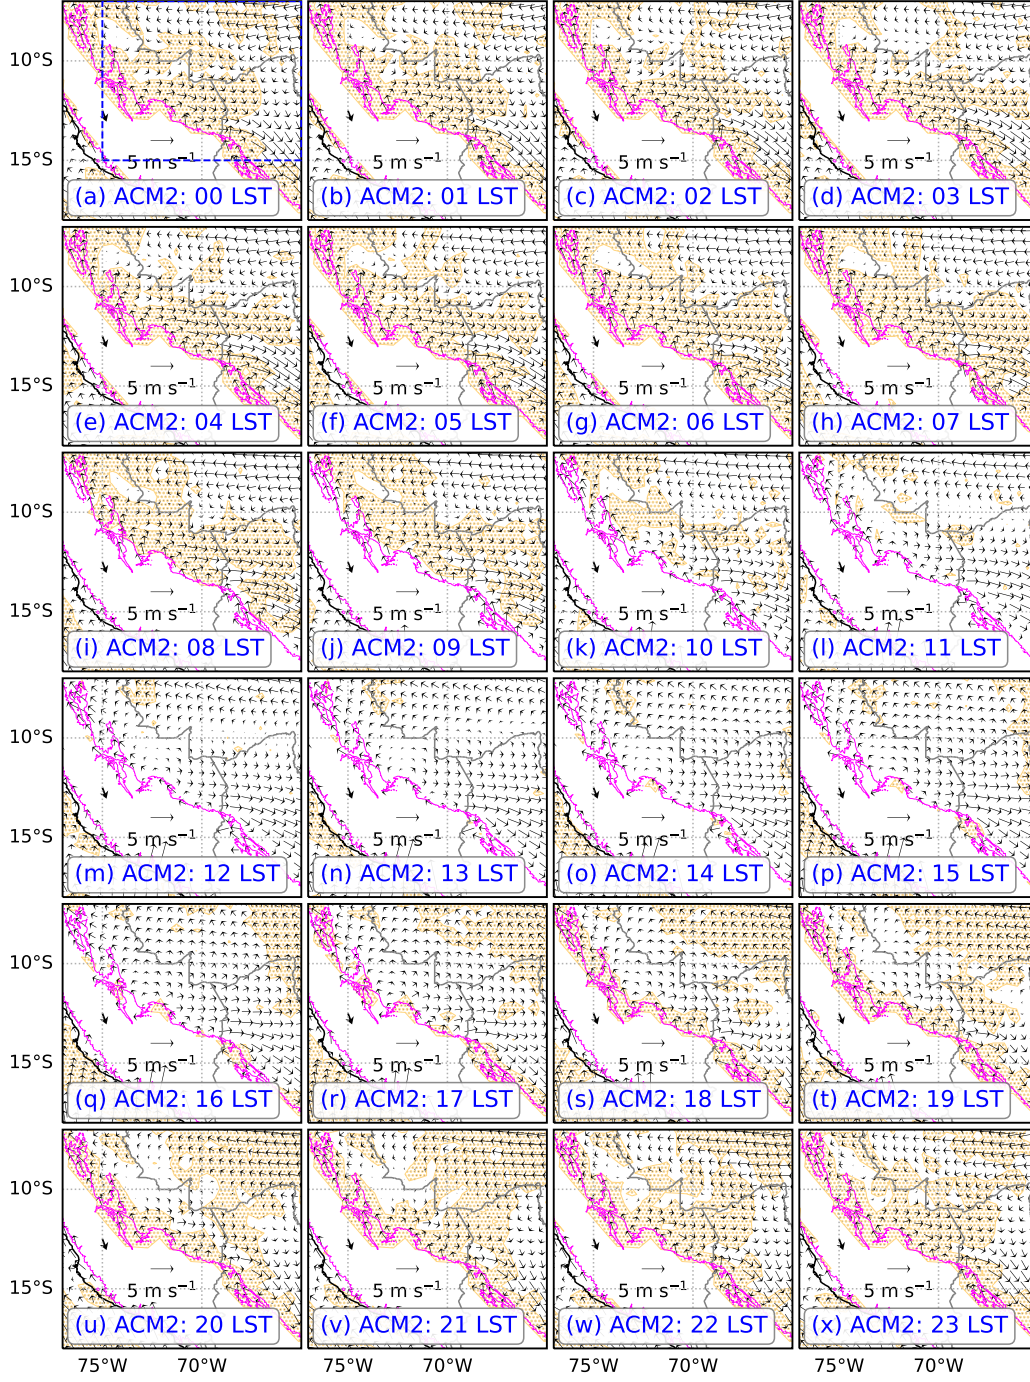 10°S
15°S
5 m s⁻¹ 5 m s⁻¹ 5 m s⁻¹ 5 m s⁻¹
(a) ACM2: 00 LST (b) ACM2: 01 LST (c) ACM2: 02 LST (d) ACM2: 03 LST
10°S
15°S
5 m s⁻¹ 5 m s⁻¹ 5 m s⁻¹ 5 m s⁻¹
(e) ACM2: 04 LST (f) ACM2: 05 LST (g) ACM2: 06 LST (h) ACM2: 07 LST
10°S
15°S
5 m s⁻¹ 5 m s⁻¹ 5 m s⁻¹ 5 m s⁻¹
(i) ACM2: 08 LST (j) ACM2: 09 LST (k) ACM2: 10 LST (l) ACM2: 11 LST
10°S
15°S
5 m s⁻¹ 5 m s⁻¹ 5 m s⁻¹ 5 m s⁻¹
(m) ACM2: 12 LST (n) ACM2: 13 LST (o) ACM2: 14 LST (p) ACM2: 15 LST
10°S
15°S
5 m s⁻¹ 5 m s⁻¹ 5 m s⁻¹ 5 m s⁻¹
(q) ACM2: 16 LST (r) ACM2: 17 LST (s) ACM2: 18 LST (t) ACM2: 19 LST
10°S
15°S
5 m s⁻¹ 5 m s⁻¹ 5 m s⁻¹ 5 m s⁻¹
(u) ACM2: 20 LST (v) ACM2: 21 LST (w) ACM2: 22 LST (x) ACM2: 23 LST
75°W 70°W 75°W 70°W 75°W 70°W 75°W 70°W